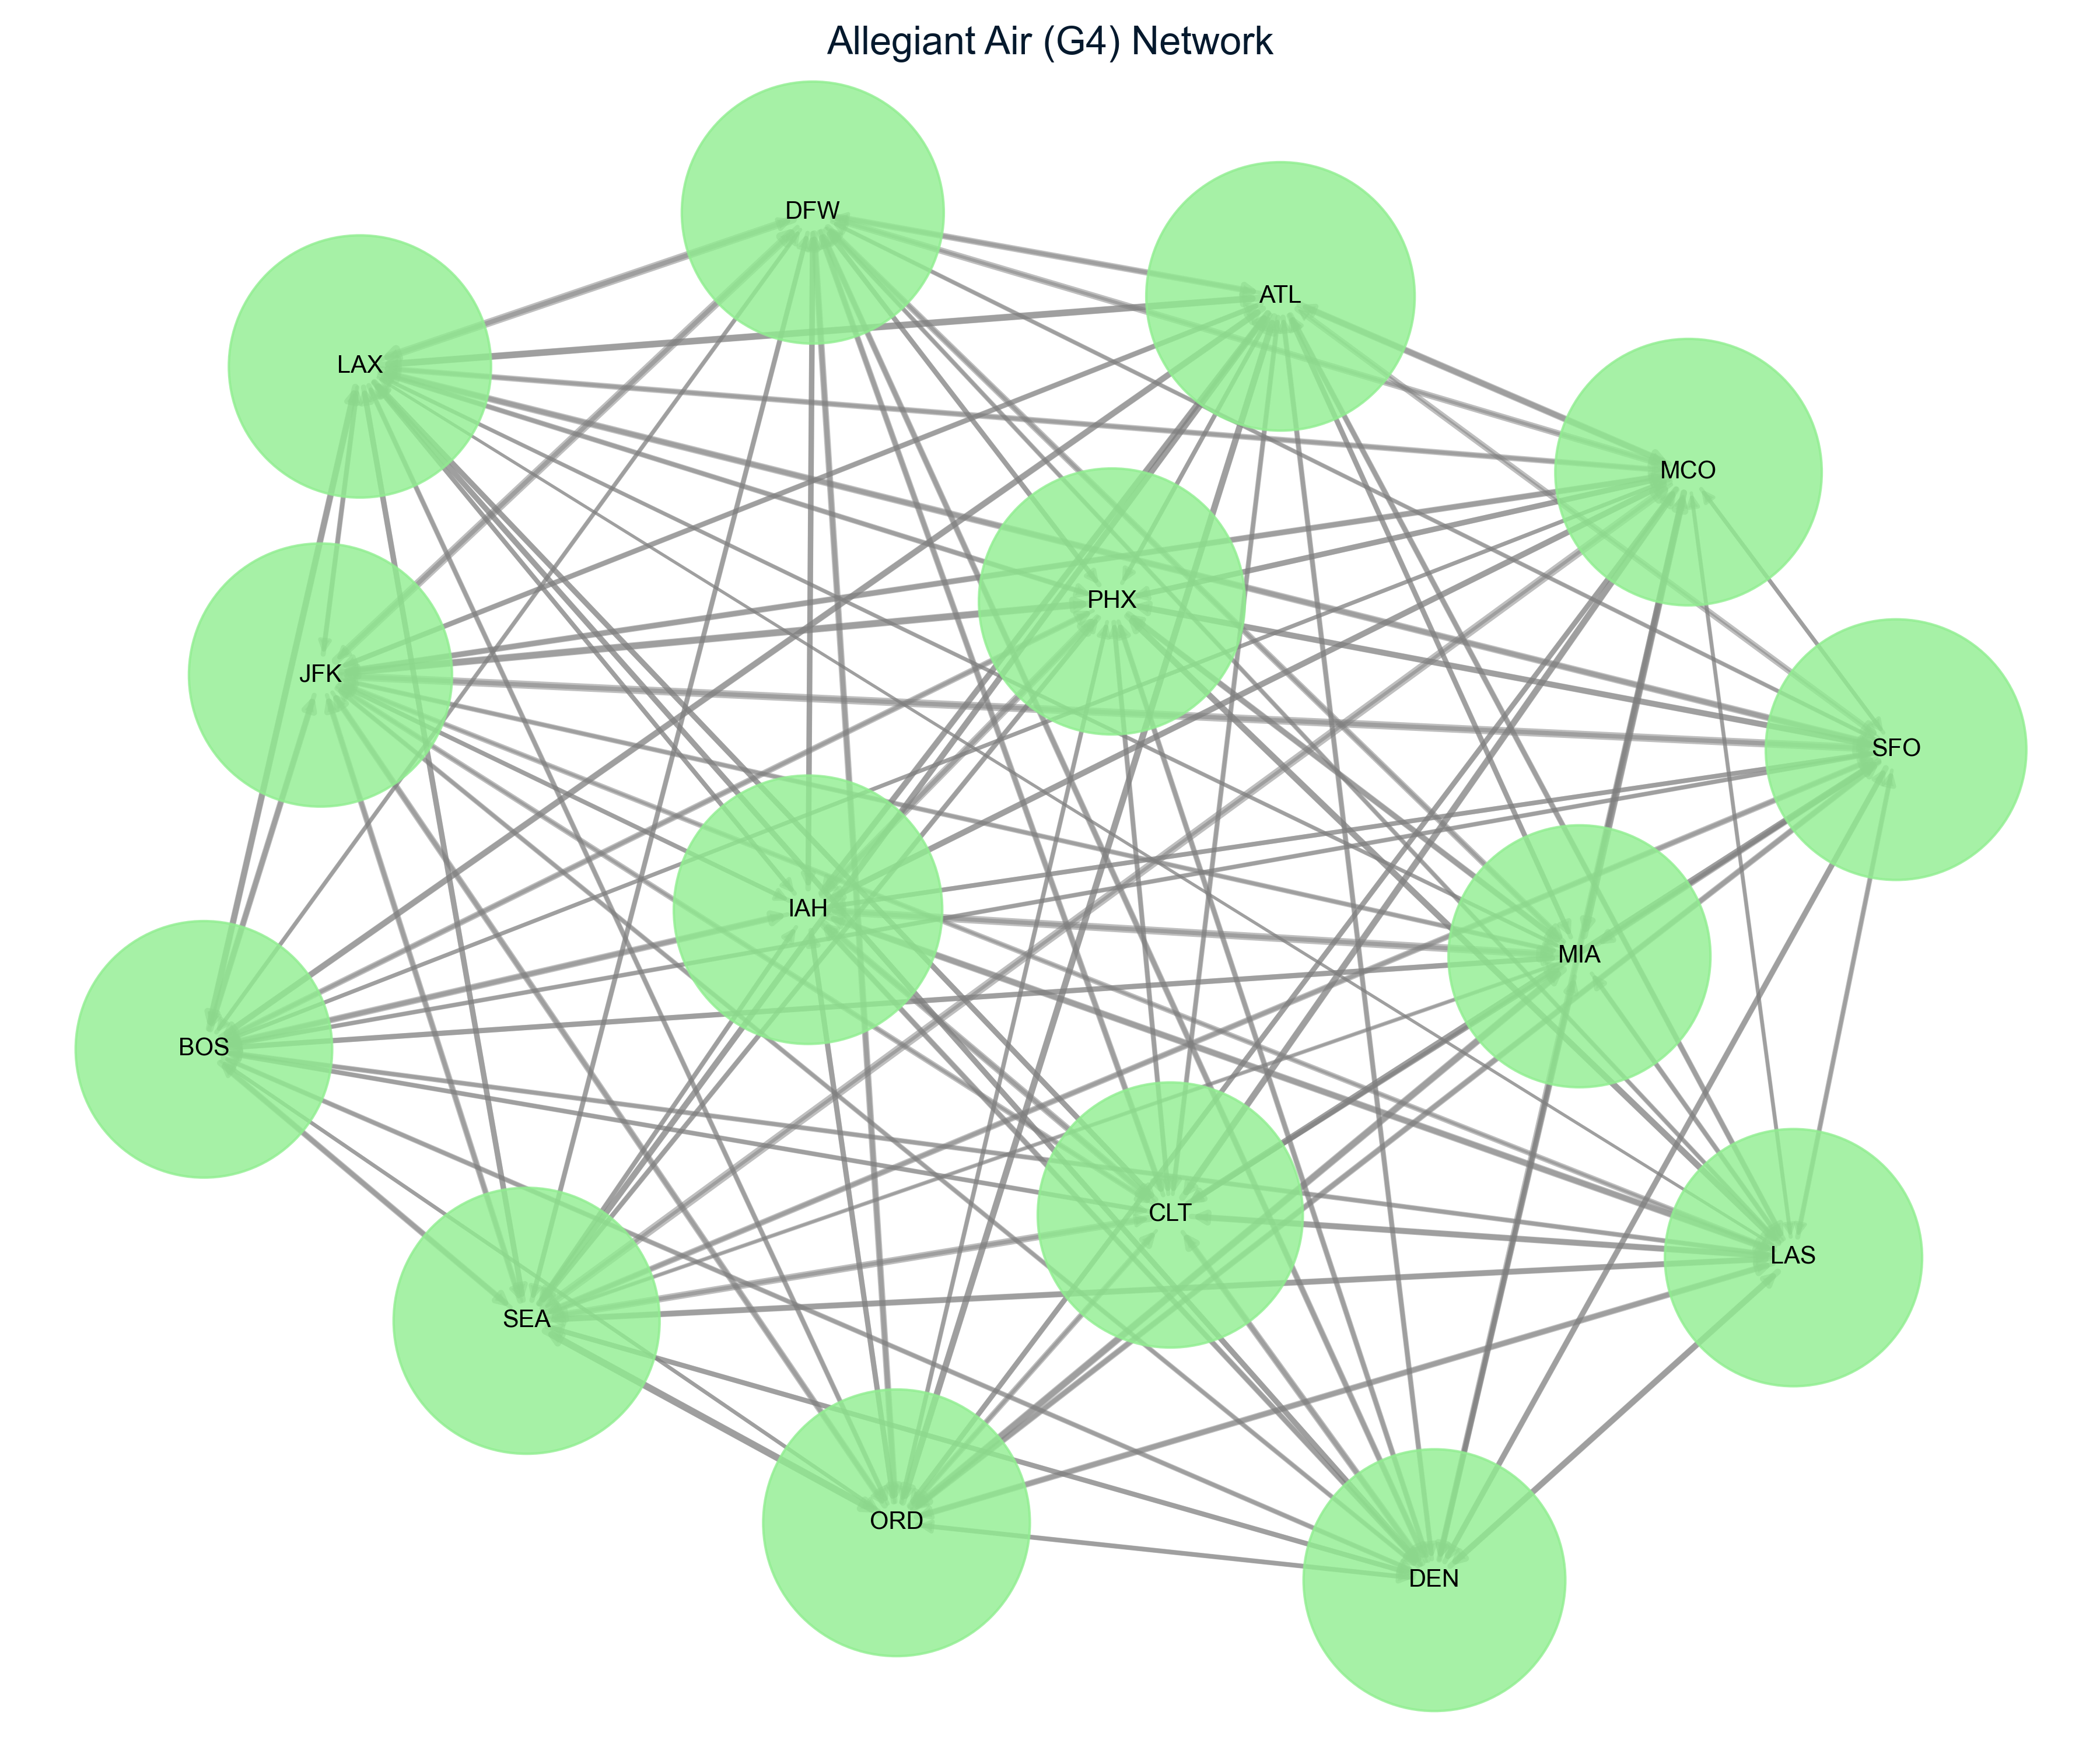 Allegiant Air (G4) Network
DFW
ATL
LAX
MCO
PHX
JFK
SFO
IAH
MIA
BOS
CLT
LAS
SEA
ORD
DEN